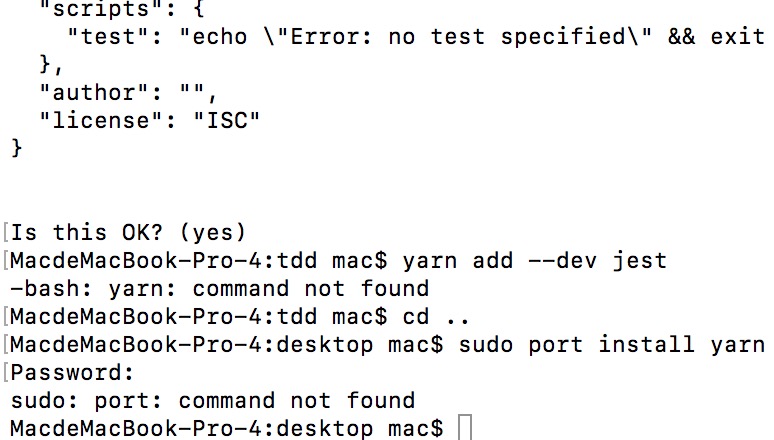 "scripts": {
"test": "echo \"Error: no test specified\" && exit
},
"author": "",
"license": "ISC"
}
[Is this OK? (yes)
[MacdeMacBook-Pro-4:tdd mac$ yarn add --dev jest
-bash: yarn: command not found
[MacdeMacBook-Pro-4:tdd mac$ cd ..
[MacdeMacBook-Pro-4:desktop mac$ sudo port install yarn
[Password:
sudo: port: command not found
MacdeMacBook-Pro-4:desktop mac$